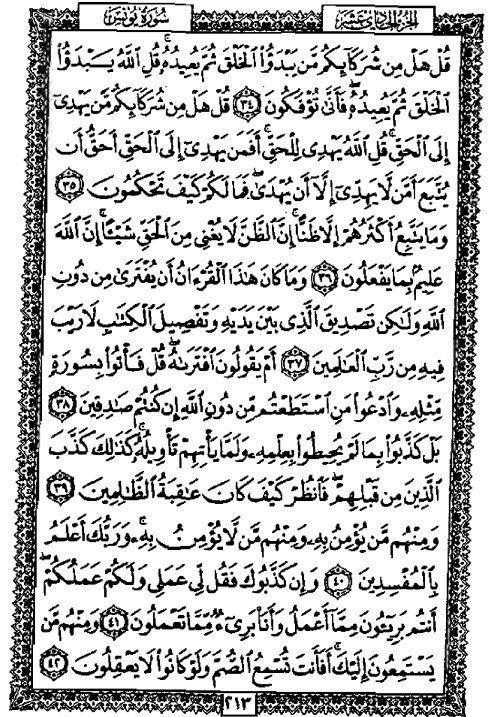 سُورَةُ يُونُسَ
الجزء الحادي عشر
قُلْ هَلْ مِن شُرَكَآئِكُم مَّن يَبْدَؤُا۟ ٱلْخَلْقَ ثُمَّ يُعِيدُهُۥ ۚ قُلِ ٱللَّهُ يَبْدَؤُا۟
ٱلْخَلْقَ ثُمَّ يُعِيدُهُۥ ۖ فَأَنَّىٰ تُؤْفَكُونَ ٣٤ قُلْ هَلْ مِن شُرَكَآئِكُم مَّن يَهْدِىٓ
إِلَى ٱلْحَقِّ ۚ قُلِ ٱللَّهُ يَهْدِى لِلْحَقِّ ۗ أَفَمَن يَهْدِىٓ إِلَى ٱلْحَقِّ أَحَقُّ أَن
يُتَّبَعَ أَمَّن لَّا يَهِدِّىٓ إِلَّآ أَن يُهْدَىٰ ۖ فَمَا لَكُمْ كَيْفَ تَحْكُمُونَ ٣٥
وَمَا يَتَّبِعُ أَكْثَرُهُمْ إِلَّا ظَنًّا ۚ إِنَّ ٱلظَّنَّ لَا يُغْنِى مِنَ ٱلْحَقِّ شَيْـًٔا ۚ إِنَّ ٱللَّهَ
عَلِيمٌۢ بِمَا يَفْعَلُونَ ٣٦ وَمَا كَانَ هَـٰذَا ٱلْقُرْءَانُ أَن يُفْتَرَىٰ مِن دُونِ
ٱللَّهِ وَلَـٰكِن تَصْدِيقَ ٱلَّذِى بَيْنَ يَدَيْهِ وَتَفْصِيلَ ٱلْكِتَـٰبِ لَا رَيْبَ
فِيهِ مِن رَّبِّ ٱلْعَـٰلَمِينَ ٣٧ أَمْ يَقُولُونَ ٱفْتَرَىٰهُ ۖ قُلْ فَأْتُوا۟ بِسُورَةٍ
مِّثْلِهِۦ وَٱدْعُوا۟ مَنِ ٱسْتَطَعْتُم مِّن دُونِ ٱللَّهِ إِن كُنتُمْ صَـٰدِقِينَ ٣٨
بَلْ كَذَّبُوا۟ بِمَا لَمْ يُحِيطُوا۟ بِعِلْمِهِۦ وَلَمَّا يَأْتِهِمْ تَأْوِيلُهُۥ ۚ كَذَٰلِكَ كَذَّبَ
ٱلَّذِينَ مِن قَبْلِهِمْ ۖ فَٱنظُرْ كَيْفَ كَانَ عَـٰقِبَةُ ٱلظَّـٰلِمِينَ ٣٩
وَمِنْهُم مَّن يُؤْمِنُ بِهِۦ وَمِنْهُم مَّن لَّا يُؤْمِنُ بِهِۦ ۚ وَرَبُّكَ أَعْلَمُ
بِٱلْمُفْسِدِينَ ٤٠ وَإِن كَذَّبُوكَ فَقُل لِّى عَمَلِى وَلَكُمْ عَمَلُكُمْ ۖ
أَنتُم بَرِيٓـُٔونَ مِمَّآ أَعْمَلُ وَأَنَا۠ بَرِىٓءٌ مِّمَّا تَعْمَلُونَ ٤١ وَمِنْهُم مَّن
يَسْتَمِعُونَ إِلَيْكَ ۚ أَفَأَنتَ تُسْمِعُ ٱلصُّمَّ وَلَوْ كَانُوا۟ لَا يَعْقِلُونَ ٤٢
٢١٣